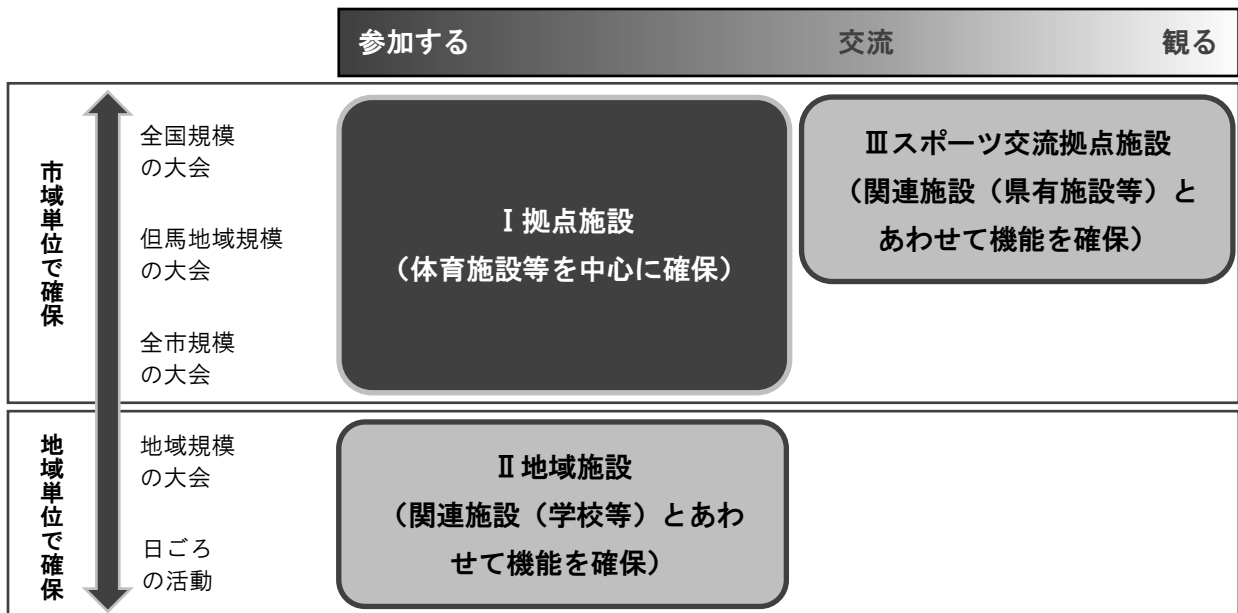 参加する 交流 観る
市域単位で確保
全国規模
の大会
但馬地域規模
の大会
全市規模
の大会
Ⅰ拠点施設
(体育施設等を中心に確保)
Ⅲスポーツ交流拠点施設
(関連施設(県有施設等)と
あわせて機能を確保)
地域単位で確保
地域規模
の大会
日ごろ
の活動
Ⅱ地域施設
(関連施設(学校等)とあわ
せて機能を確保)